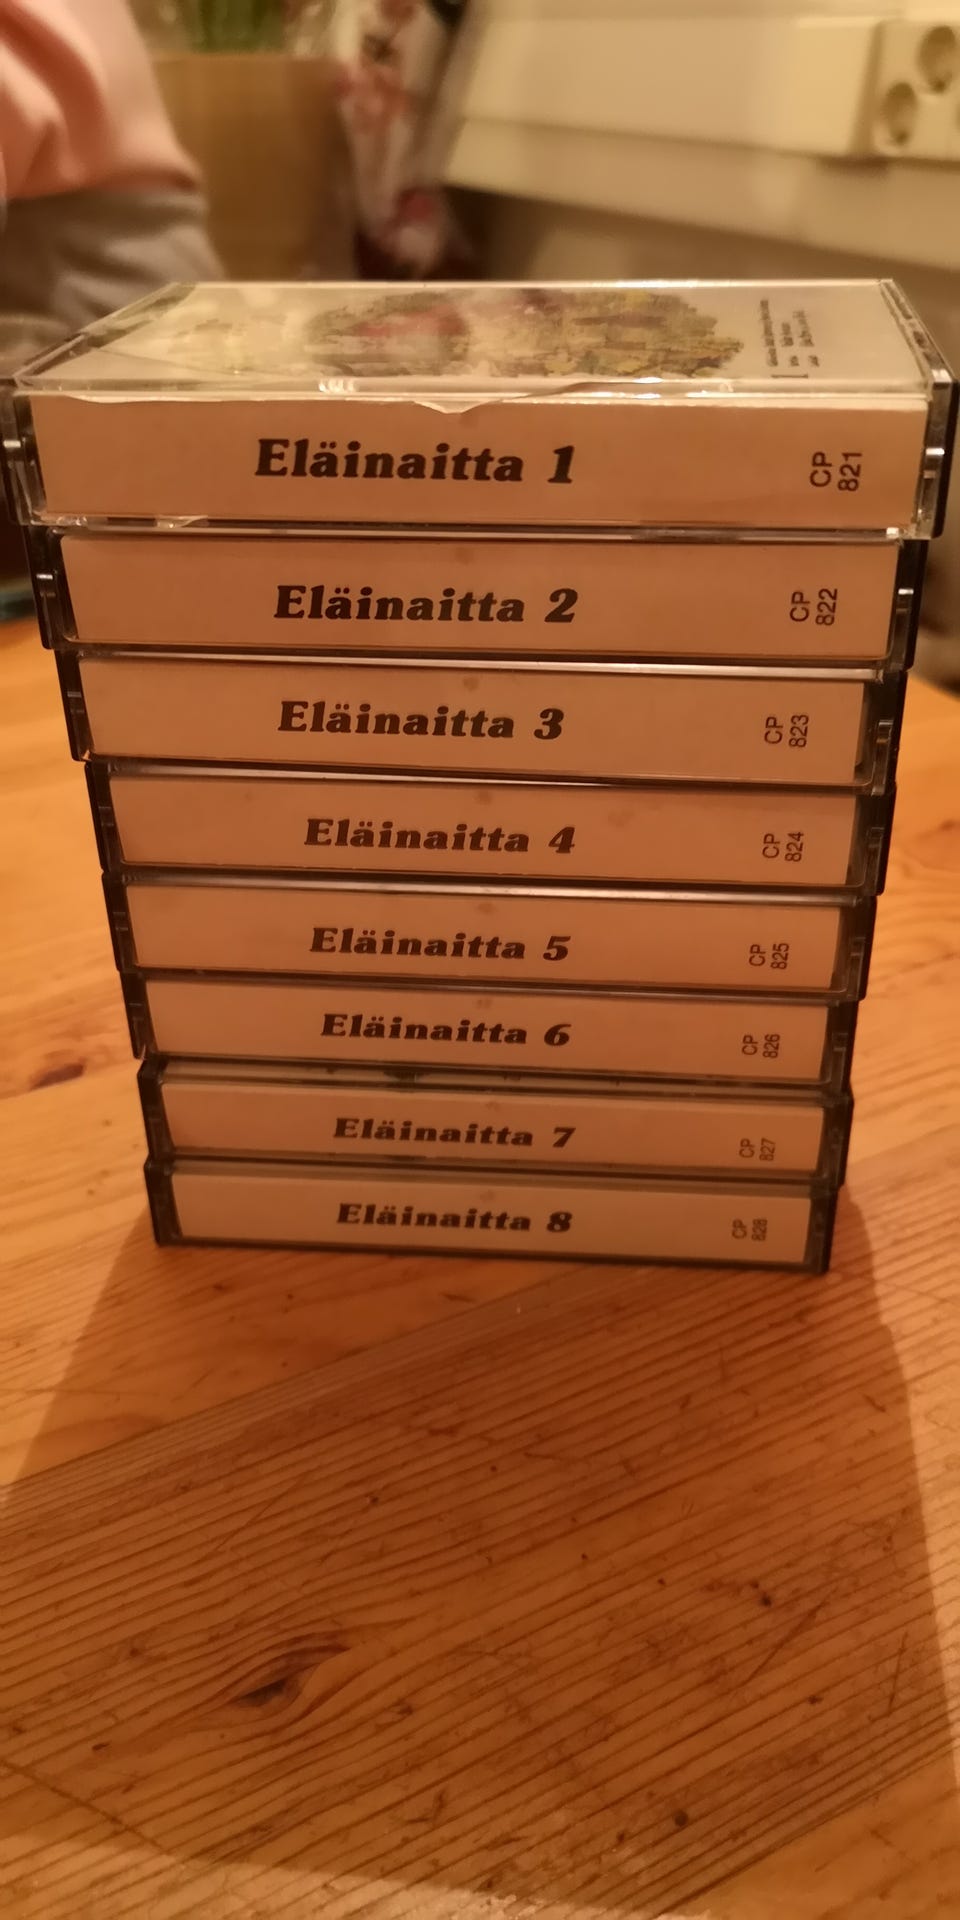 Eläinaitta 1
CP
821
Eläinaitta 2
CP
822
Eläinaitta 3
CP
823
Eläinaitta 4
CP
824
Eläinaitta 5
CP
825
Eläinaitta 6
CP
826
Eläinaitta 7
CP
827
Eläinaitta 8
CP
828